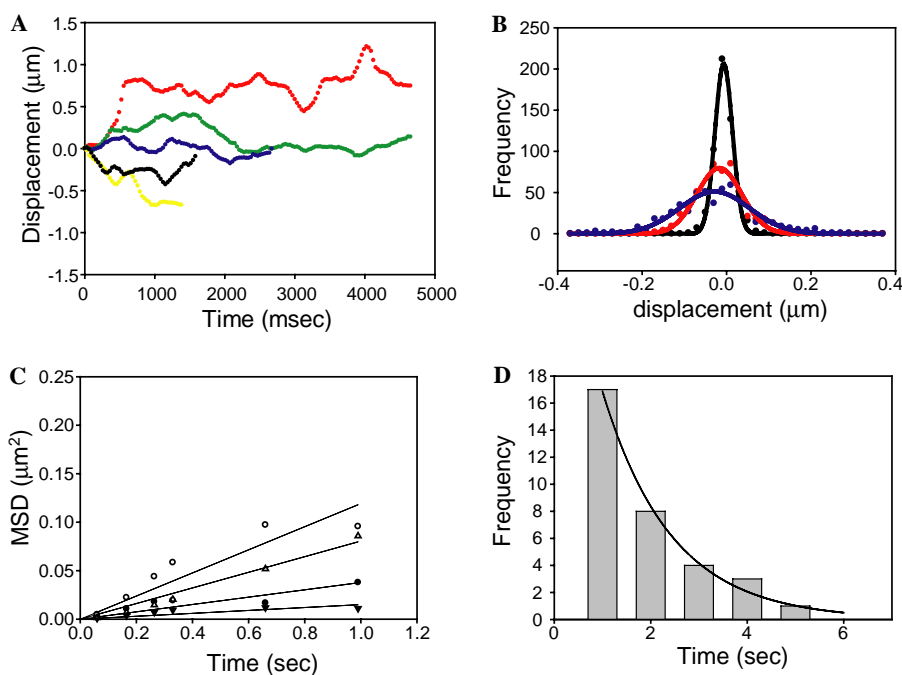 A
Displacement (μm)
1.5
1.0
0.5
0.0
-0.5
-1.0
-1.5
0 1000 2000 3000 4000 5000
Time (msec)
B
Frequency
250
200
150
100
50
0
-0.4 -0.2 0.0 0.2 0.4
displacement (μm)
C
MSD (μm²)
0.25
0.20
0.15
0.10
0.05
0.00
0.0 0.2 0.4 0.6 0.8 1.0 1.2
Time (sec)
D
Frequency
18
16
14
12
10
8
6
4
2
0
0 2 4 6
Time (sec)